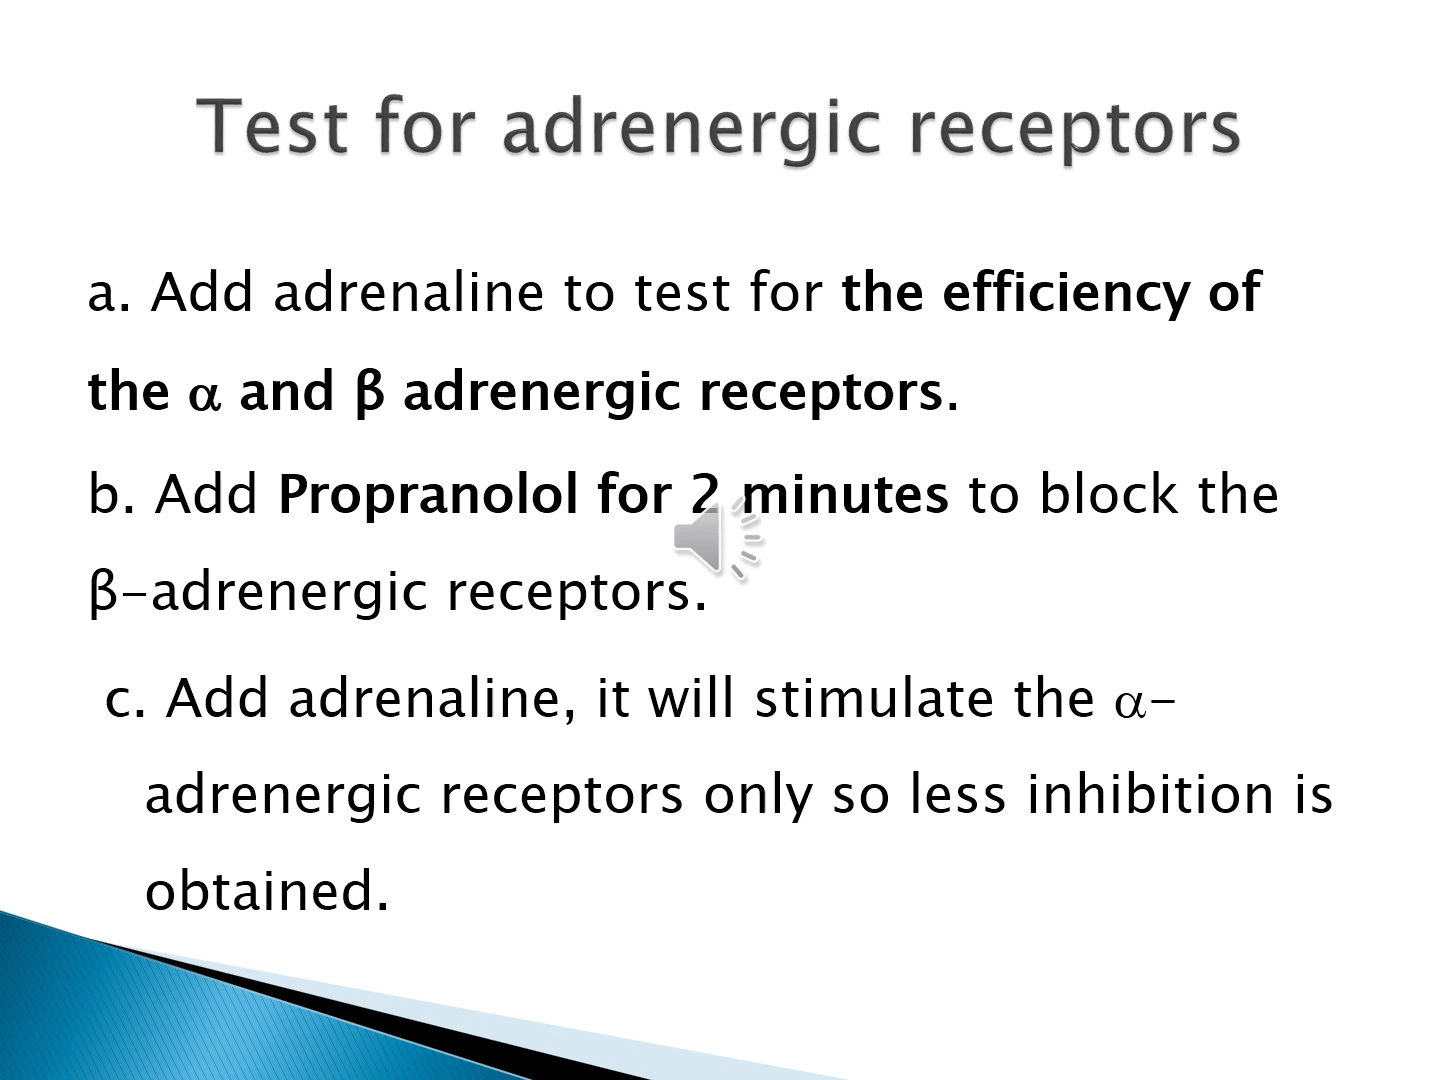 Test for adrenergic receptors
a. Add adrenaline to test for the efficiency of
the α and β adrenergic receptors.
b. Add Propranolol for 2 minutes to block the
β-adrenergic receptors.
c. Add adrenaline, it will stimulate the α-
adrenergic receptors only so less inhibition is
obtained.